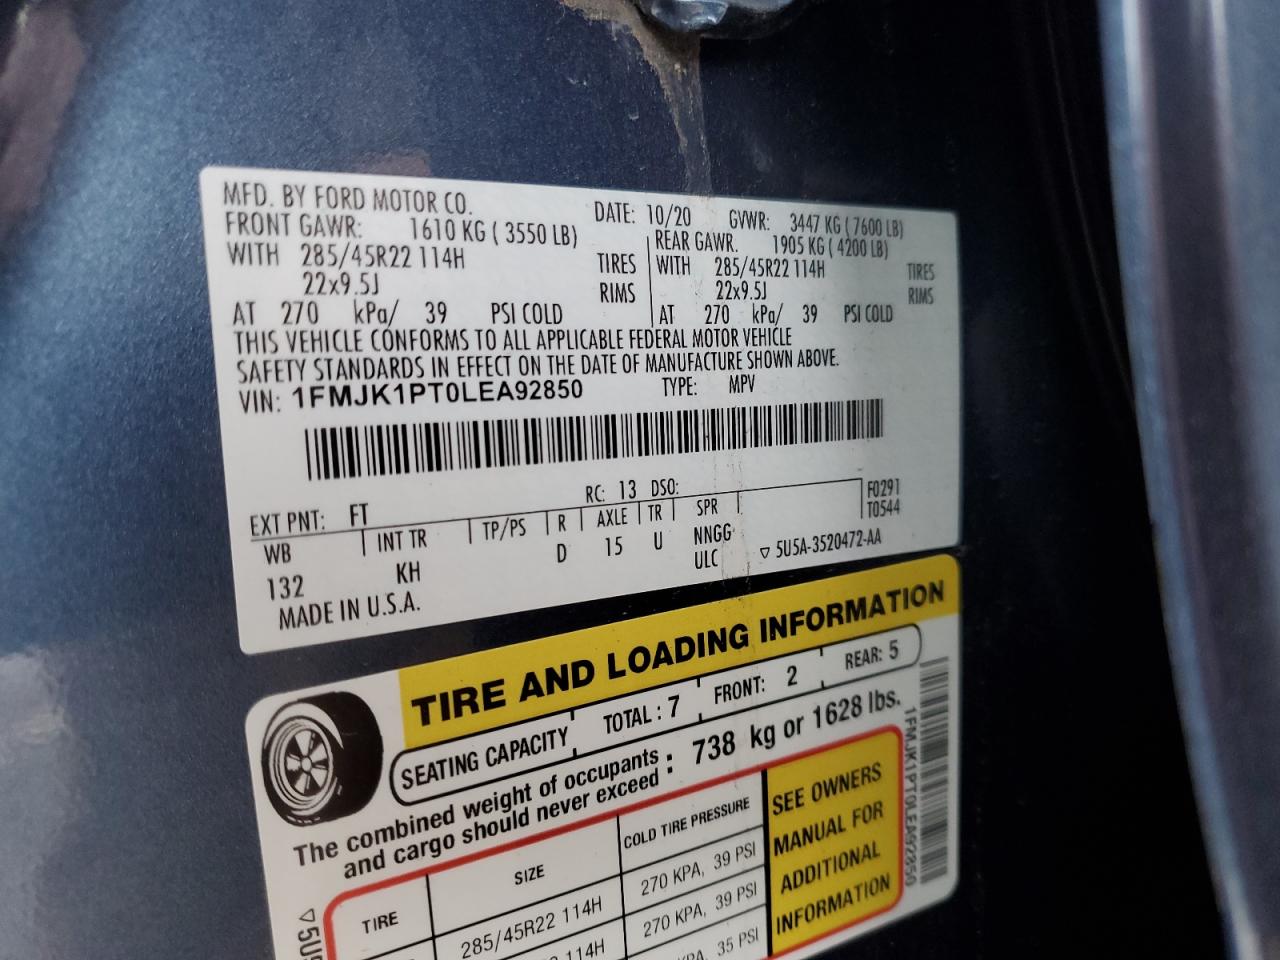 MFD. BY FORD MOTOR CO. DATE: 10/20 GVWR: 3447 KG ( 7600 LB)
FRONT GAWR: 1610 KG ( 3550 LB) REAR GAWR. 1905 KG ( 4200 LB)
WITH 285/45R22 114H TIRES WITH 285/45R22 114H TIRES
22x9.5J RIMS 22x9.5J RIMS
AT 270 kPa/ 39 PSI COLD AT 270 kPa/ 39 PSI COLD
THIS VEHICLE CONFORMS TO ALL APPLICABLE FEDERAL MOTOR VEHICLE
SAFETY STANDARDS IN EFFECT ON THE DATE OF MANUFACTURE SHOWN ABOVE.
VIN: 1FMJK1PT0LEA92850 TYPE: MPV
EXT PNT: FT RC: 13 DSO: F0291
WB INT TR TP/PS R AXLE TR SPR T0544
132 KH D 15 U NNGG
ULC ▽ 5U5A-3520472-AA
MADE IN U.S.A.
TIRE AND LOADING INFORMATION
SEATING CAPACITY TOTAL : 7 FRONT: 2 REAR: 5
The combined weight of occupants
and cargo should never exceed : 738 kg or 1628 lbs.
TIRE SIZE COLD TIRE PRESSURE
285/45R22 114H 270 KPA, 39 PSI
114H 270 KPA, 39 PSI
35 PSI
SEE OWNERS
MANUAL FOR
ADDITIONAL
INFORMATION
1FMJK1PT0LEA92850
▽5U5